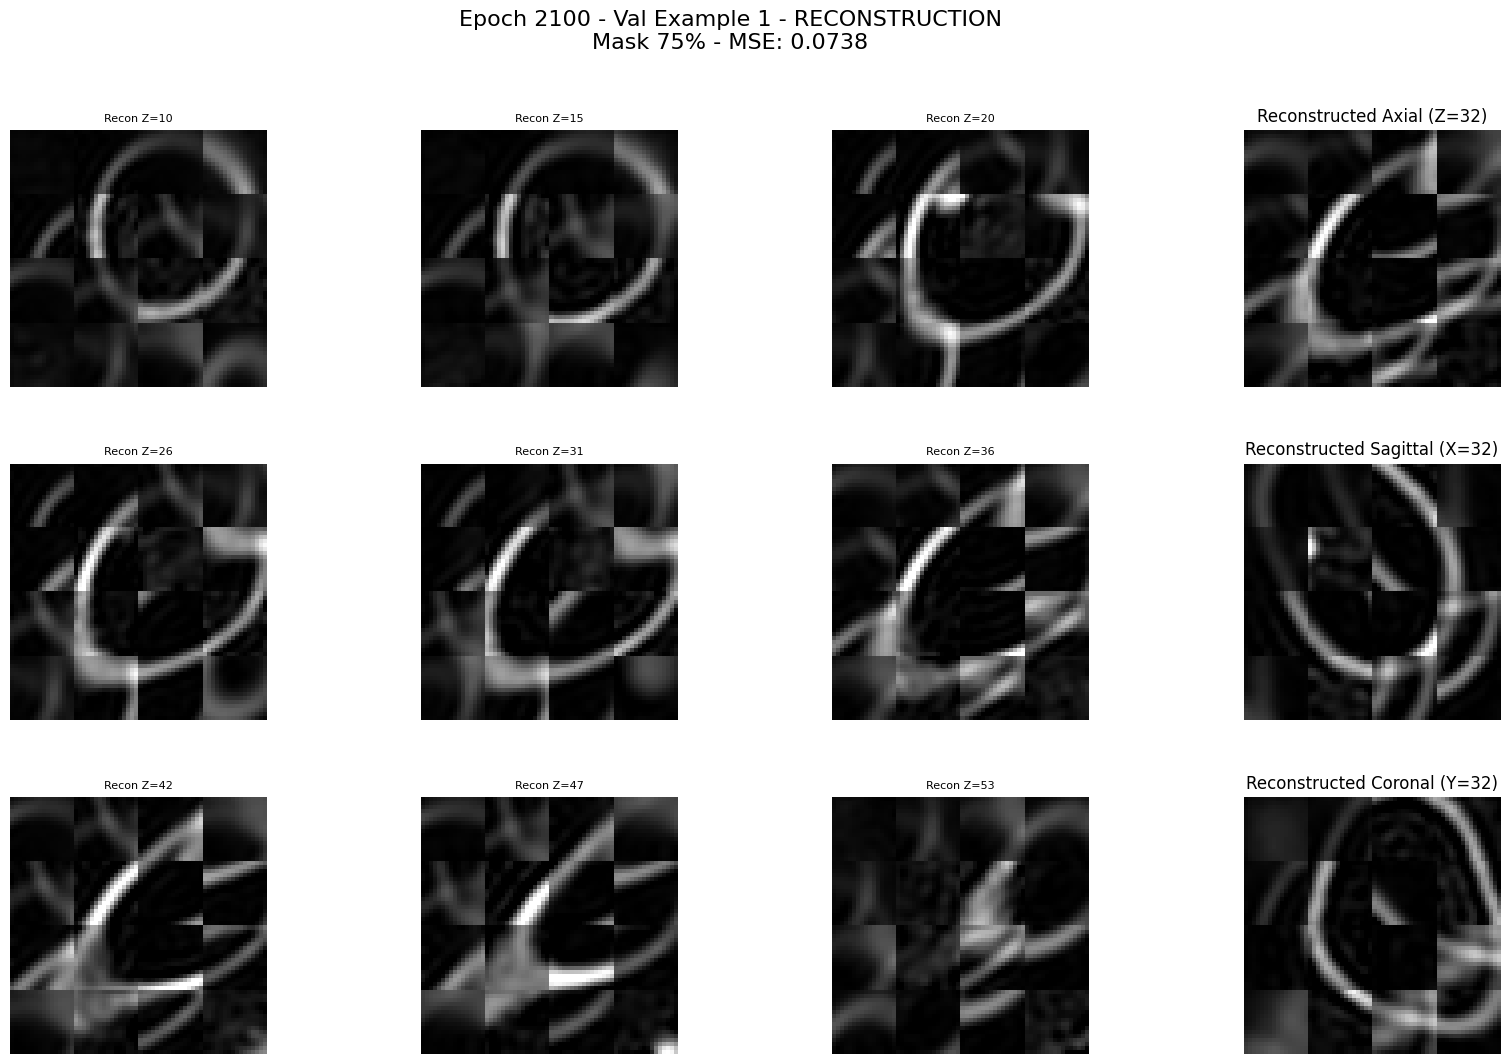 Epoch 2100 - Val Example 1 - RECONSTRUCTION
Mask 75% - MSE: 0.0738
Recon Z=10
Recon Z=15
Recon Z=20
Reconstructed Axial (Z=32)
Recon Z=26
Recon Z=31
Recon Z=36
Reconstructed Sagittal (X=32)
Recon Z=42
Recon Z=47
Recon Z=53
Reconstructed Coronal (Y=32)